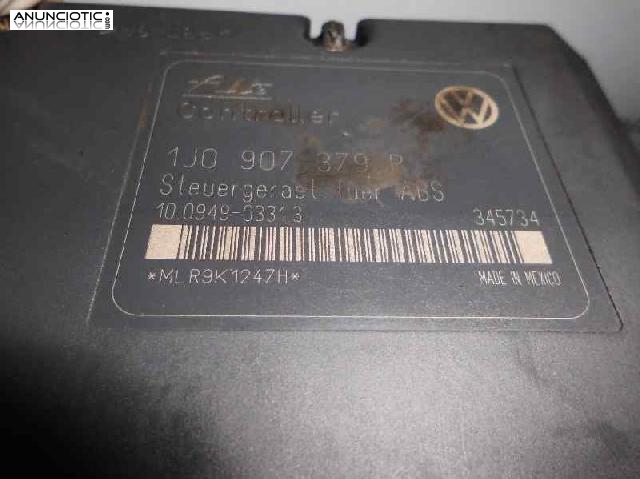 ANUNCIOTIC
.com
Controller
1J0 907 379 P
Steuergeraet fuer ABS
10.0949-0331.3 345734
*MLR9K1247H* MADE IN MEXICO